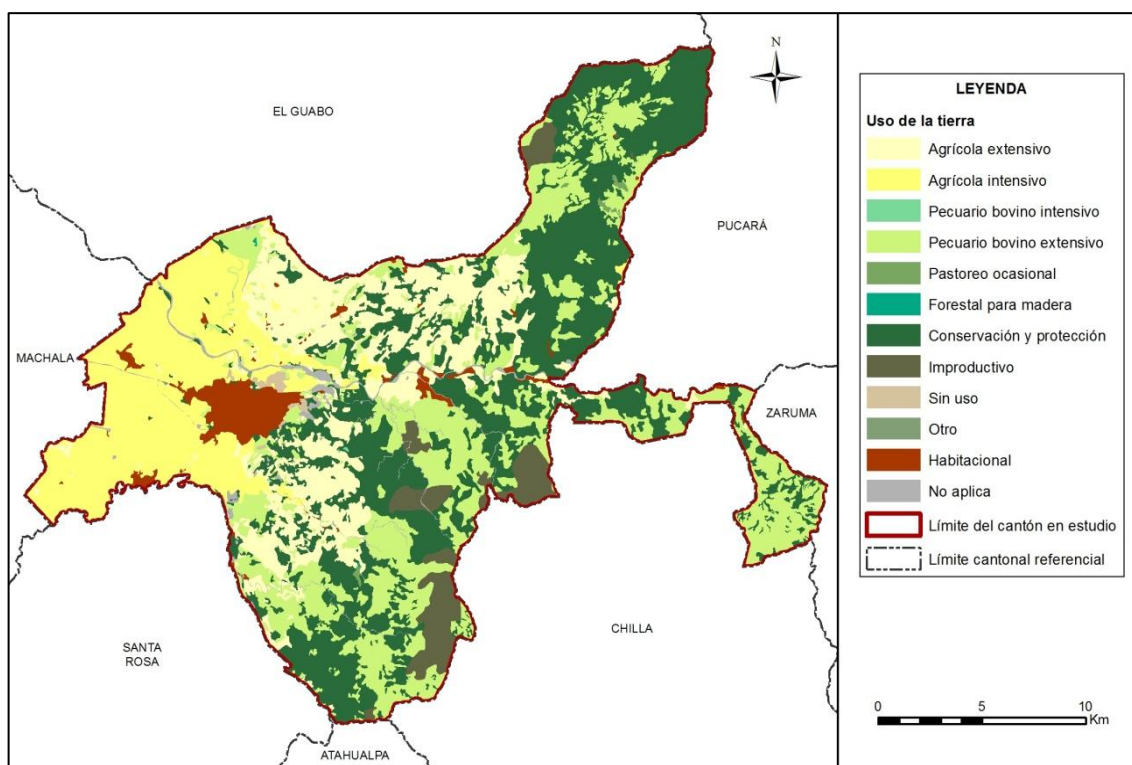 N
EL GUABO
PUCARÁ
MACHALA
ZARUMA
SANTA
ROSA
CHILLA
ATAHUALPA
LEYENDA
Uso de la tierra
Agrícola extensivo
Agrícola intensivo
Pecuario bovino intensivo
Pecuario bovino extensivo
Pastoreo ocasional
Forestal para madera
Conservación y protección
Improductivo
Sin uso
Otro
Habitacional
No aplica
Límite del cantón en estudio
Límite cantonal referencial
0 5 10
Km